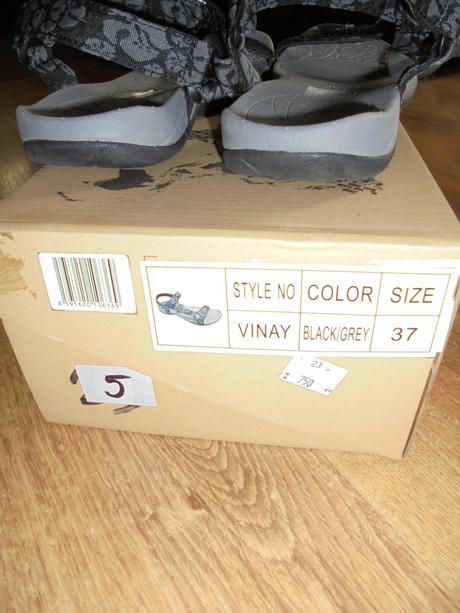 STYLE NO COLOR SIZE
VINAY BLACK/GREY 37
23
750
5